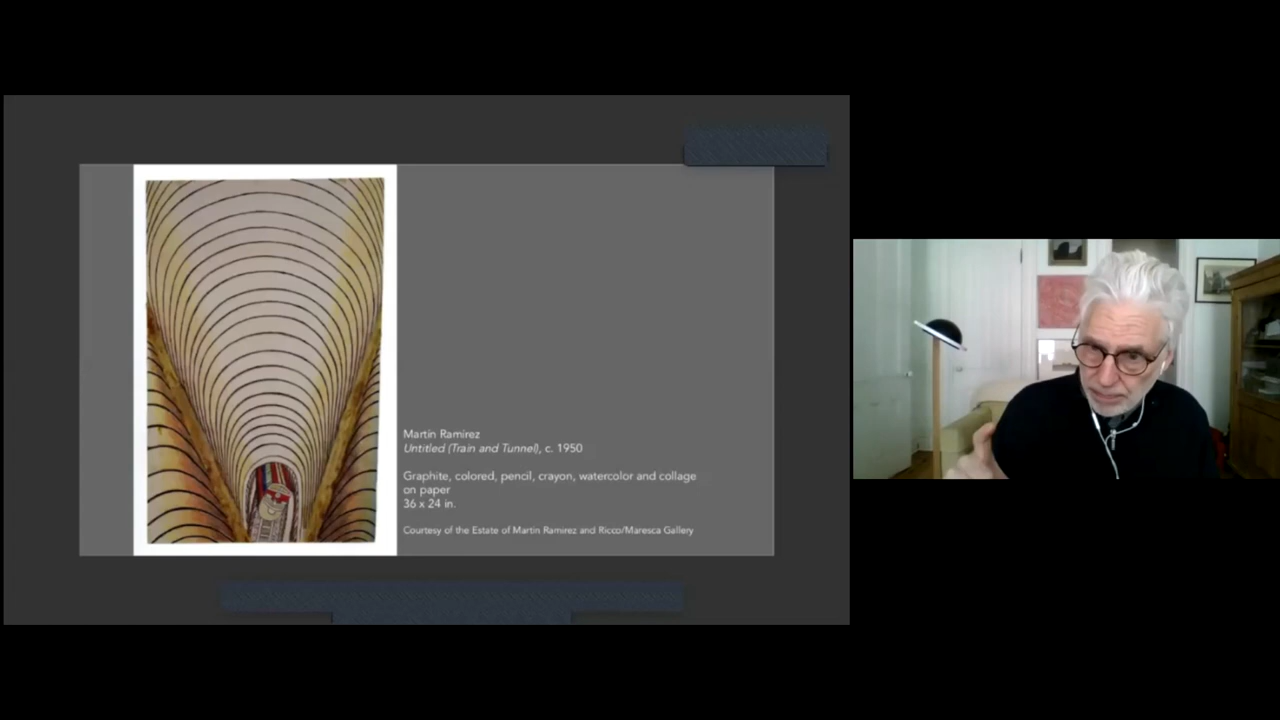 Martin Ramirez
Untitled (Train and Tunnel), c. 1950
Graphite, colored, pencil, crayon, watercolor and collage
on paper
36 x 24 in.
Courtesy of the Estate of Martin Ramirez and Ricco/Maresca Gallery